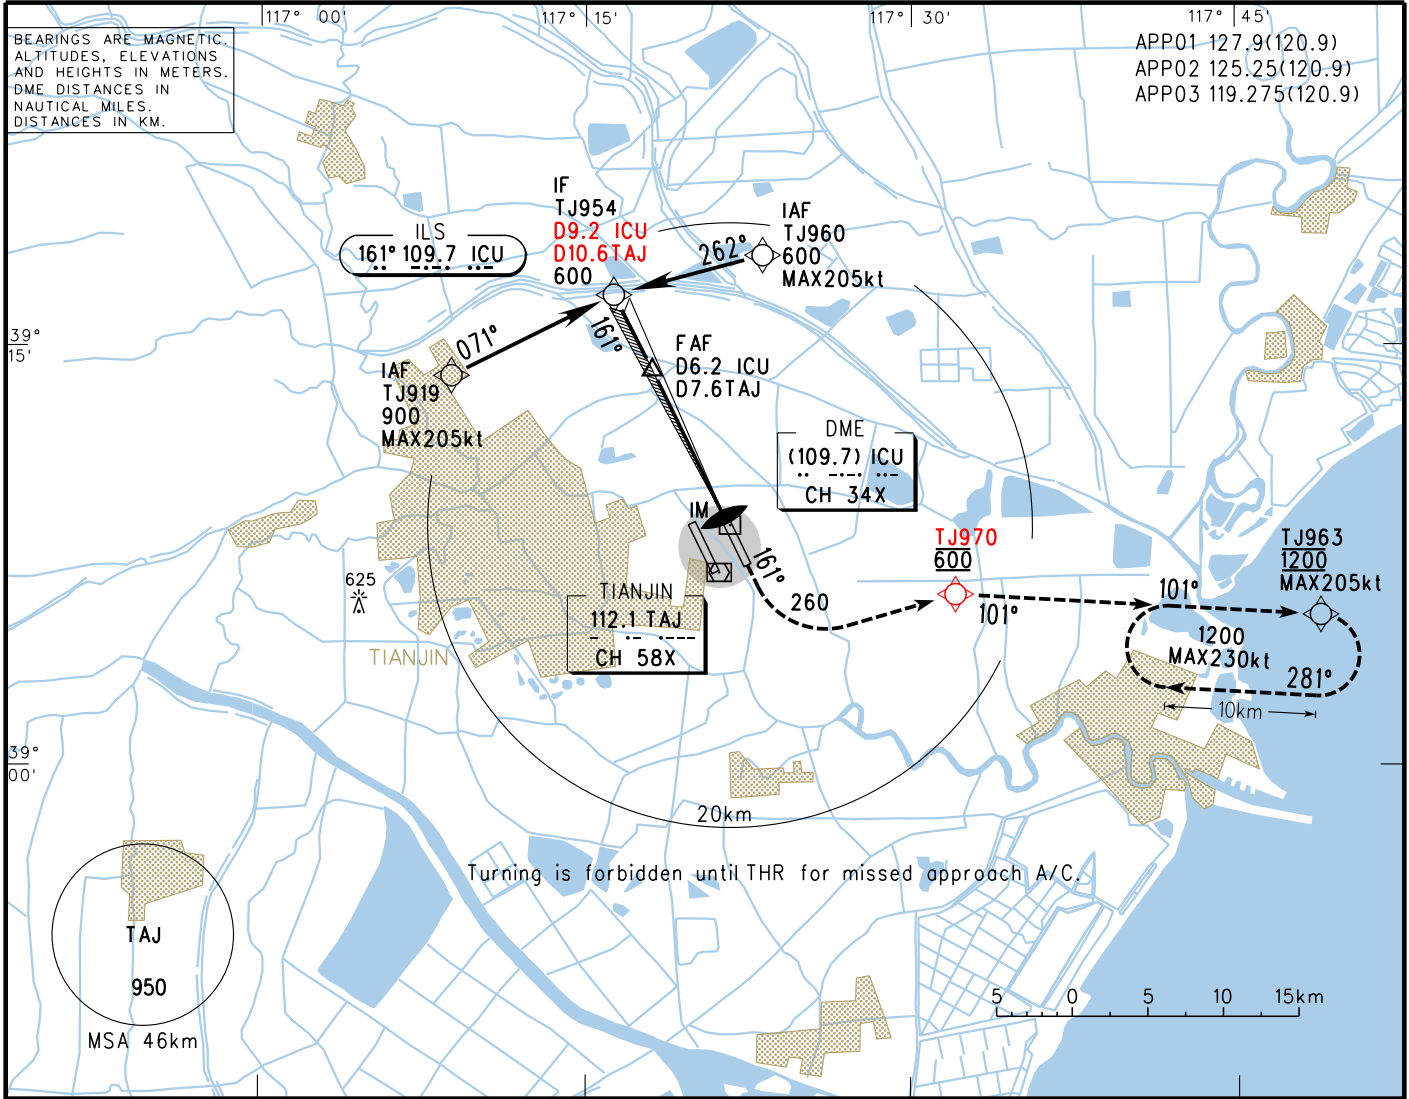 117° 00'
117° 15'
117° 30'
117° 45'
BEARINGS ARE MAGNETIC.
ALTITUDES, ELEVATIONS
AND HEIGHTS IN METERS.
DME DISTANCES IN
NAUTICAL MILES.
DISTANCES IN KM.
APP01 127.9(120.9)
APP02 125.25(120.9)
APP03 119.275(120.9)
IF
TJ954
D9.2 ICU
D10.6TAJ
600
IAF
TJ960
600
MAX205kt
262°
ILS
161° 109.7 ICU
071°
161°
39°
15'
IAF
TJ919
900
MAX205kt
FAF
D6.2 ICU
D7.6TAJ
DME
(109.7) ICU
CH 34X
IM
161°
260
TJ970
600
101°
101°
TJ963
1200
MAX205kt
1200
MAX230kt
281°
10km
625
TIANJIN
112.1 TAJ
CH 58X
TIANJIN
39°
00'
20km
Turning is forbidden until THR for missed approach A/C.
TAJ
950
MSA 46km
5 0 5 10 15km